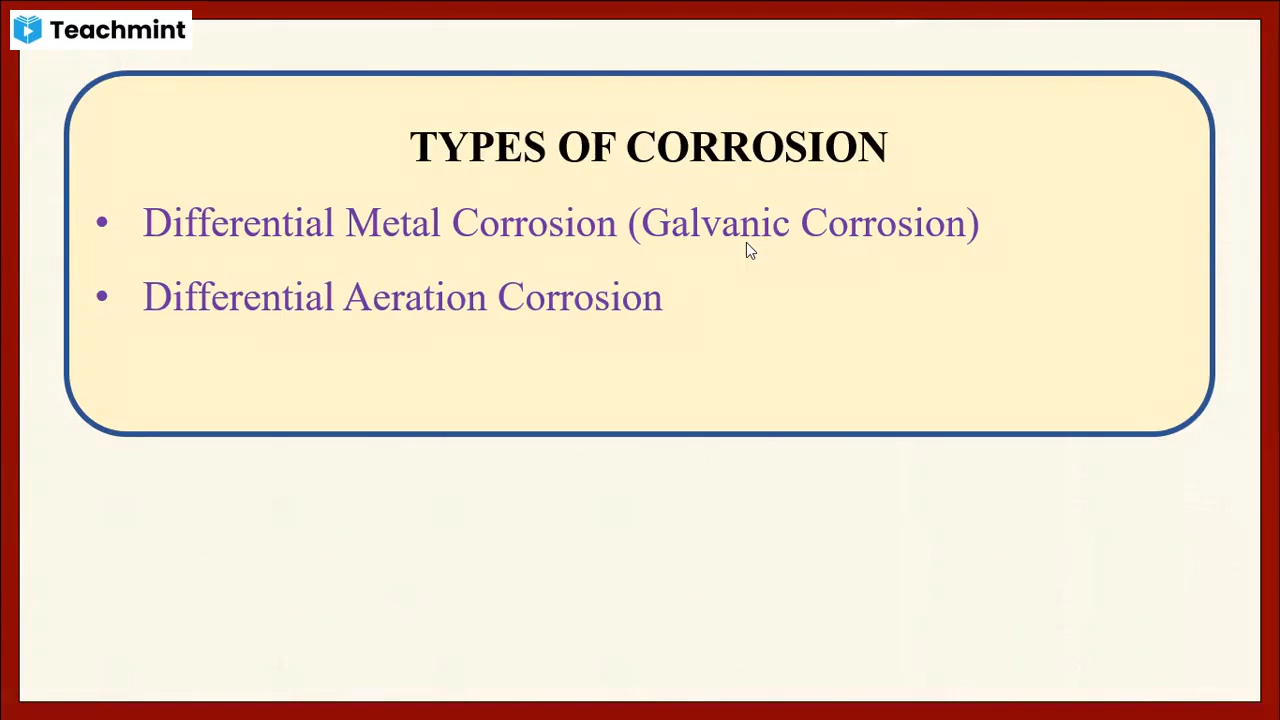 Teachmint
TYPES OF CORROSION
• Differential Metal Corrosion (Galvanic Corrosion)
• Differential Aeration Corrosion